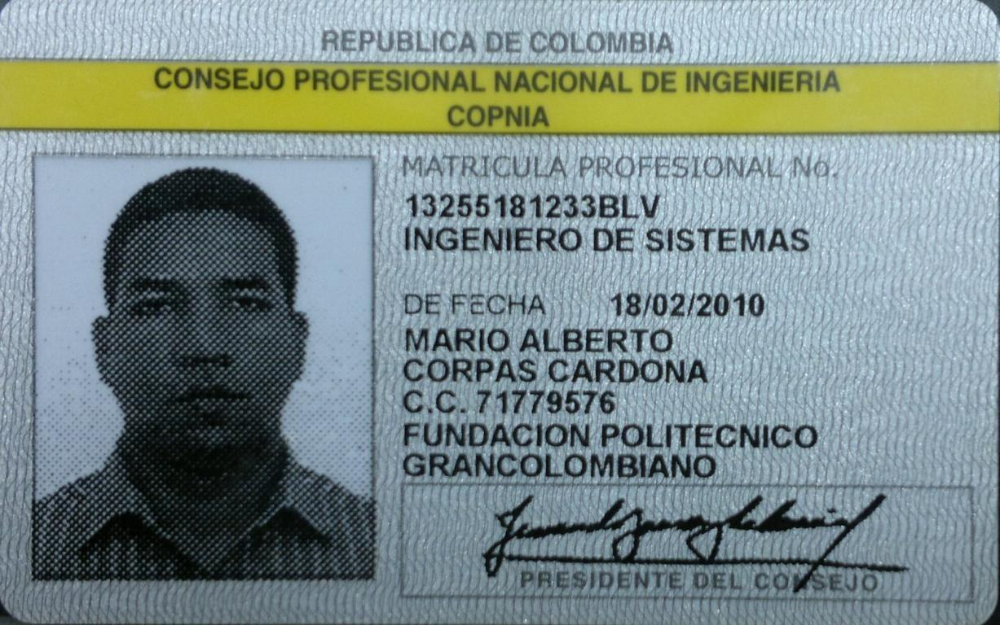 REPUBLICA DE COLOMBIA
CONSEJO PROFESIONAL NACIONAL DE INGENIERIA
COPNIA
MATRICULA PROFESIONAL No.
13255181233BLV
INGENIERO DE SISTEMAS
DE FECHA 18/02/2010
MARIO ALBERTO
CORPAS CARDONA
C.C. 71779576
FUNDACION POLITECNICO
GRANCOLOMBIANO
PRESIDENTE DEL CONSEJO